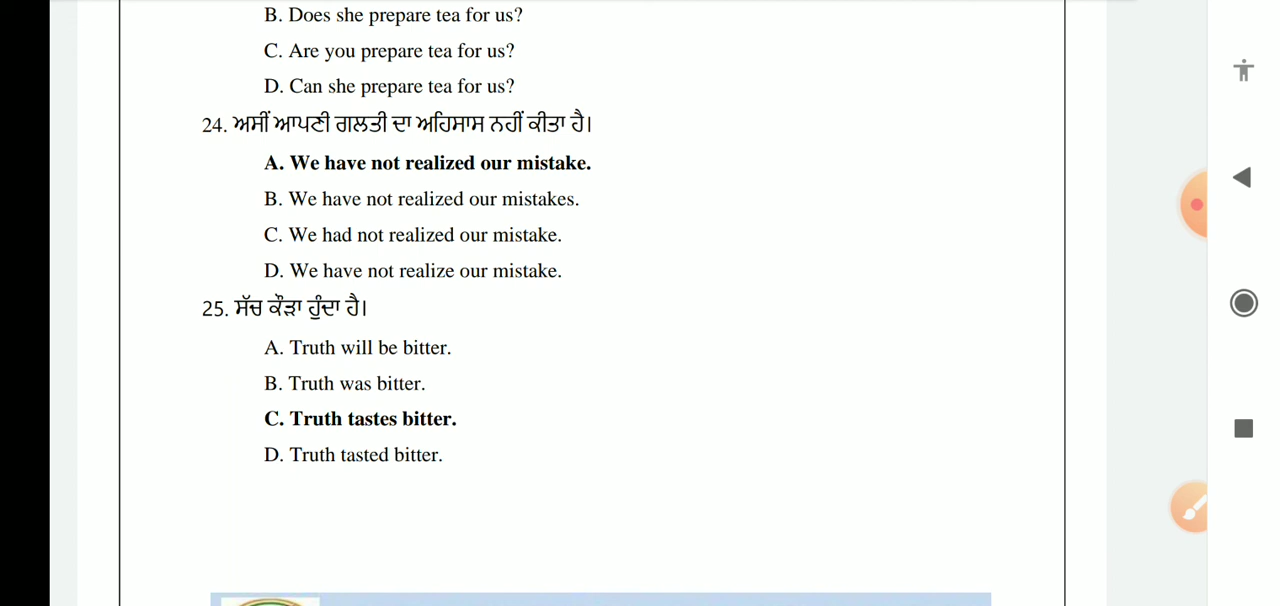 B. Does she prepare tea for us?
C. Are you prepare tea for us?
D. Can she prepare tea for us?
24. ਅਸੀਂ ਆਪਣੀ ਗਲਤੀ ਦਾ ਅਹਿਸਾਸ ਨਹੀਂ ਕੀਤਾ ਹੈ।
A. We have not realized our mistake.
B. We have not realized our mistakes.
C. We had not realized our mistake.
D. We have not realize our mistake.
25. ਸੱਚ ਕੌੜਾ ਹੁੰਦਾ ਹੈ।
A. Truth will be bitter.
B. Truth was bitter.
C. Truth tastes bitter.
D. Truth tasted bitter.